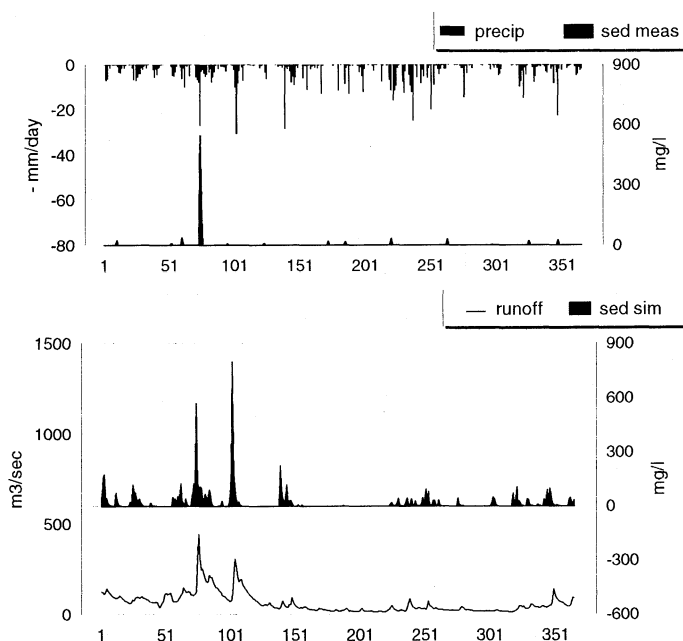 precip sed meas
0 900
-20
600
-40
- mm/day mg/l
300
-60
-80 0
1 51 101 151 201 251 301 351
runoff sed sim
1500 900
600
1000
300
m3/sec mg/l
0
500
-300
0 -600
1 51 101 151 201 251 301 351